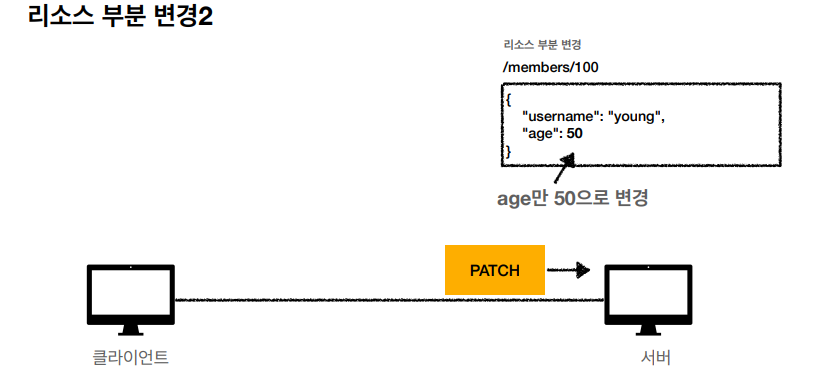 리소스 부분 변경2
리소스 부분 변경
/members/100
{
"username": "young",
"age": 50
}
age만 50으로 변경
PATCH
클라이언트
서버